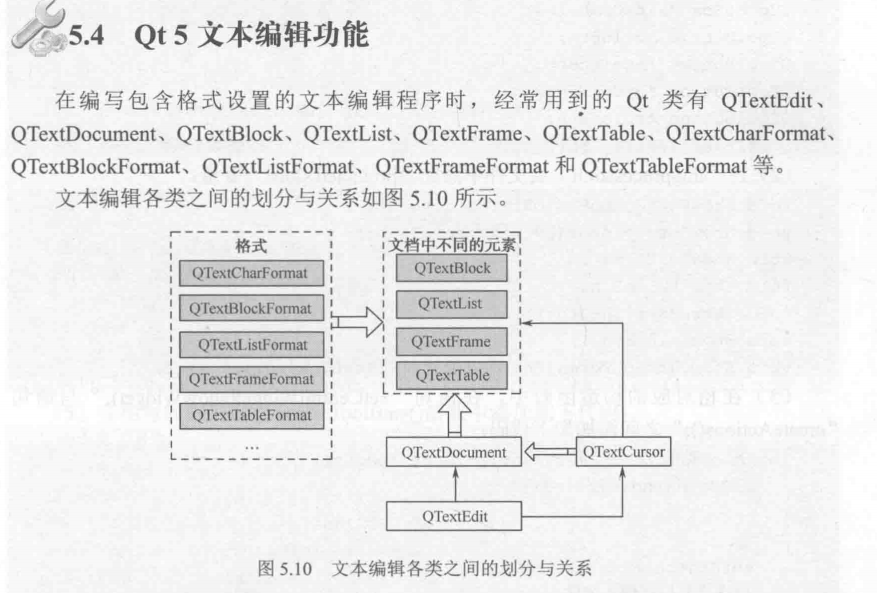 5.4 Qt 5 文本编辑功能
在编写包含格式设置的文本编辑程序时，经常用到的 Qt 类有 QTextEdit、
QTextDocument、QTextBlock、QTextList、QTextFrame、QTextTable、QTextCharFormat、
QTextBlockFormat、QTextListFormat、QTextFrameFormat 和 QTextTableFormat 等。
文本编辑各类之间的划分与关系如图 5.10 所示。
格式
QTextCharFormat
QTextBlockFormat
QTextListFormat
QTextFrameFormat
QTextTableFormat
…
文档中不同的元素
QTextBlock
QTextList
QTextFrame
QTextTable
QTextDocument
QTextCursor
QTextEdit
图 5.10 文本编辑各类之间的划分与关系